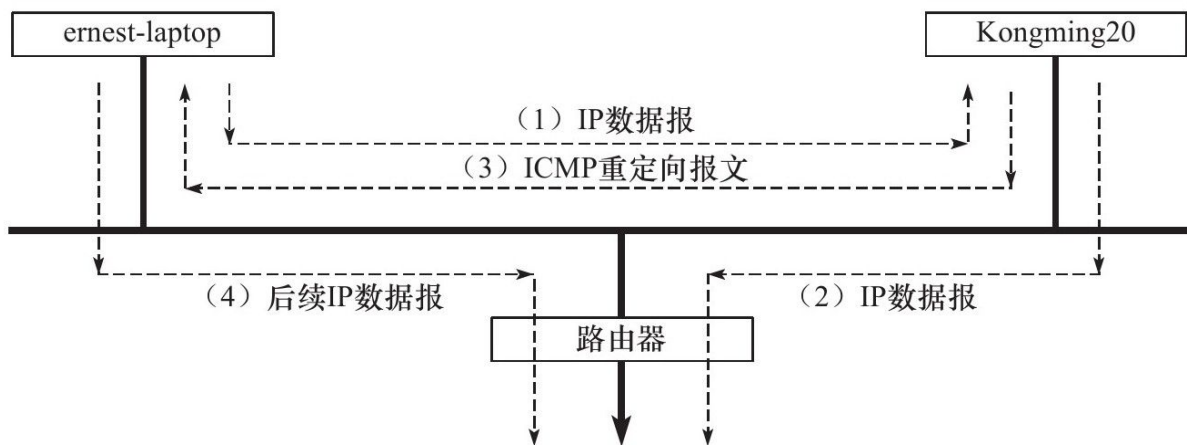 ernest-laptop
Kongming20
（1）IP数据报
（3）ICMP重定向报文
（4）后续IP数据报
（2）IP数据报
路由器